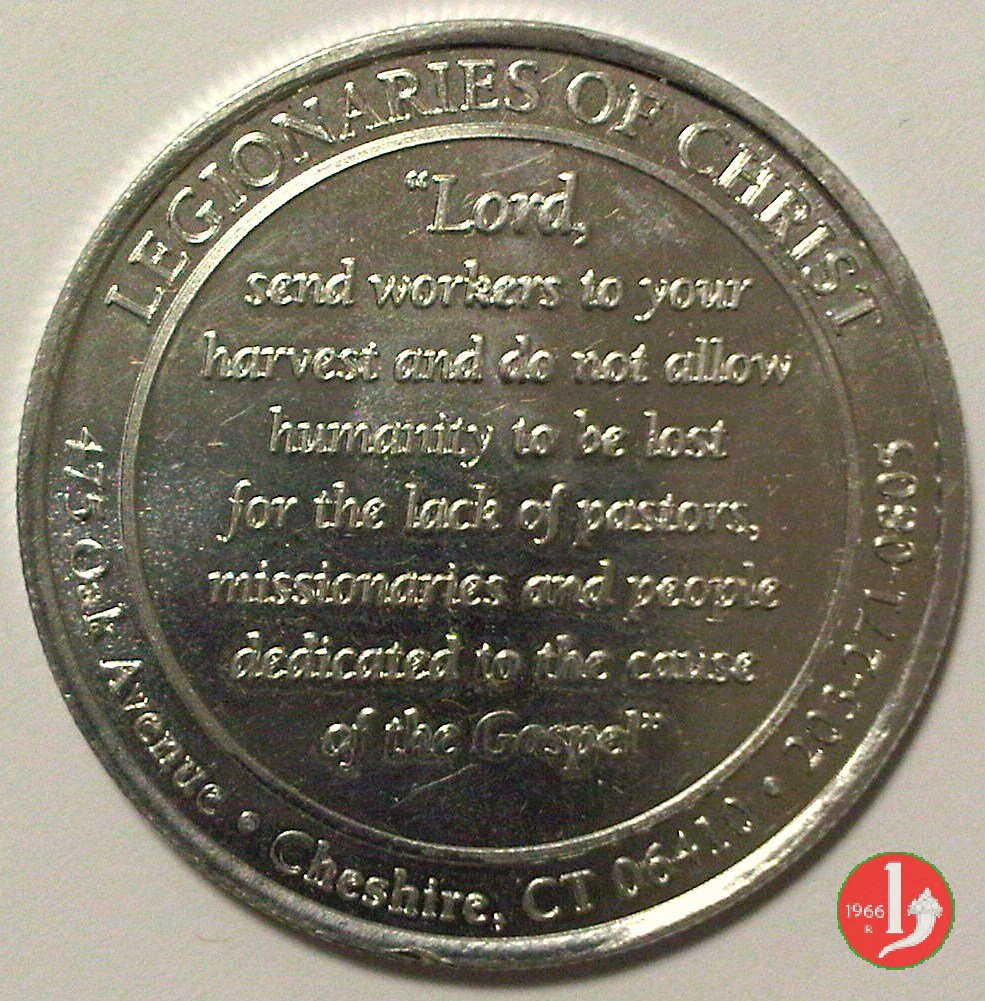 LEGIONARIES OF CHRIST
“Lord,
send workers to your
harvest and do not allow
humanity to be lost
for the lack of pastors,
missionaries and people
dedicated to the cause
of the Gospel”
475 Oak Avenue • Cheshire, CT 06410 • 203-271-0805
1966
R